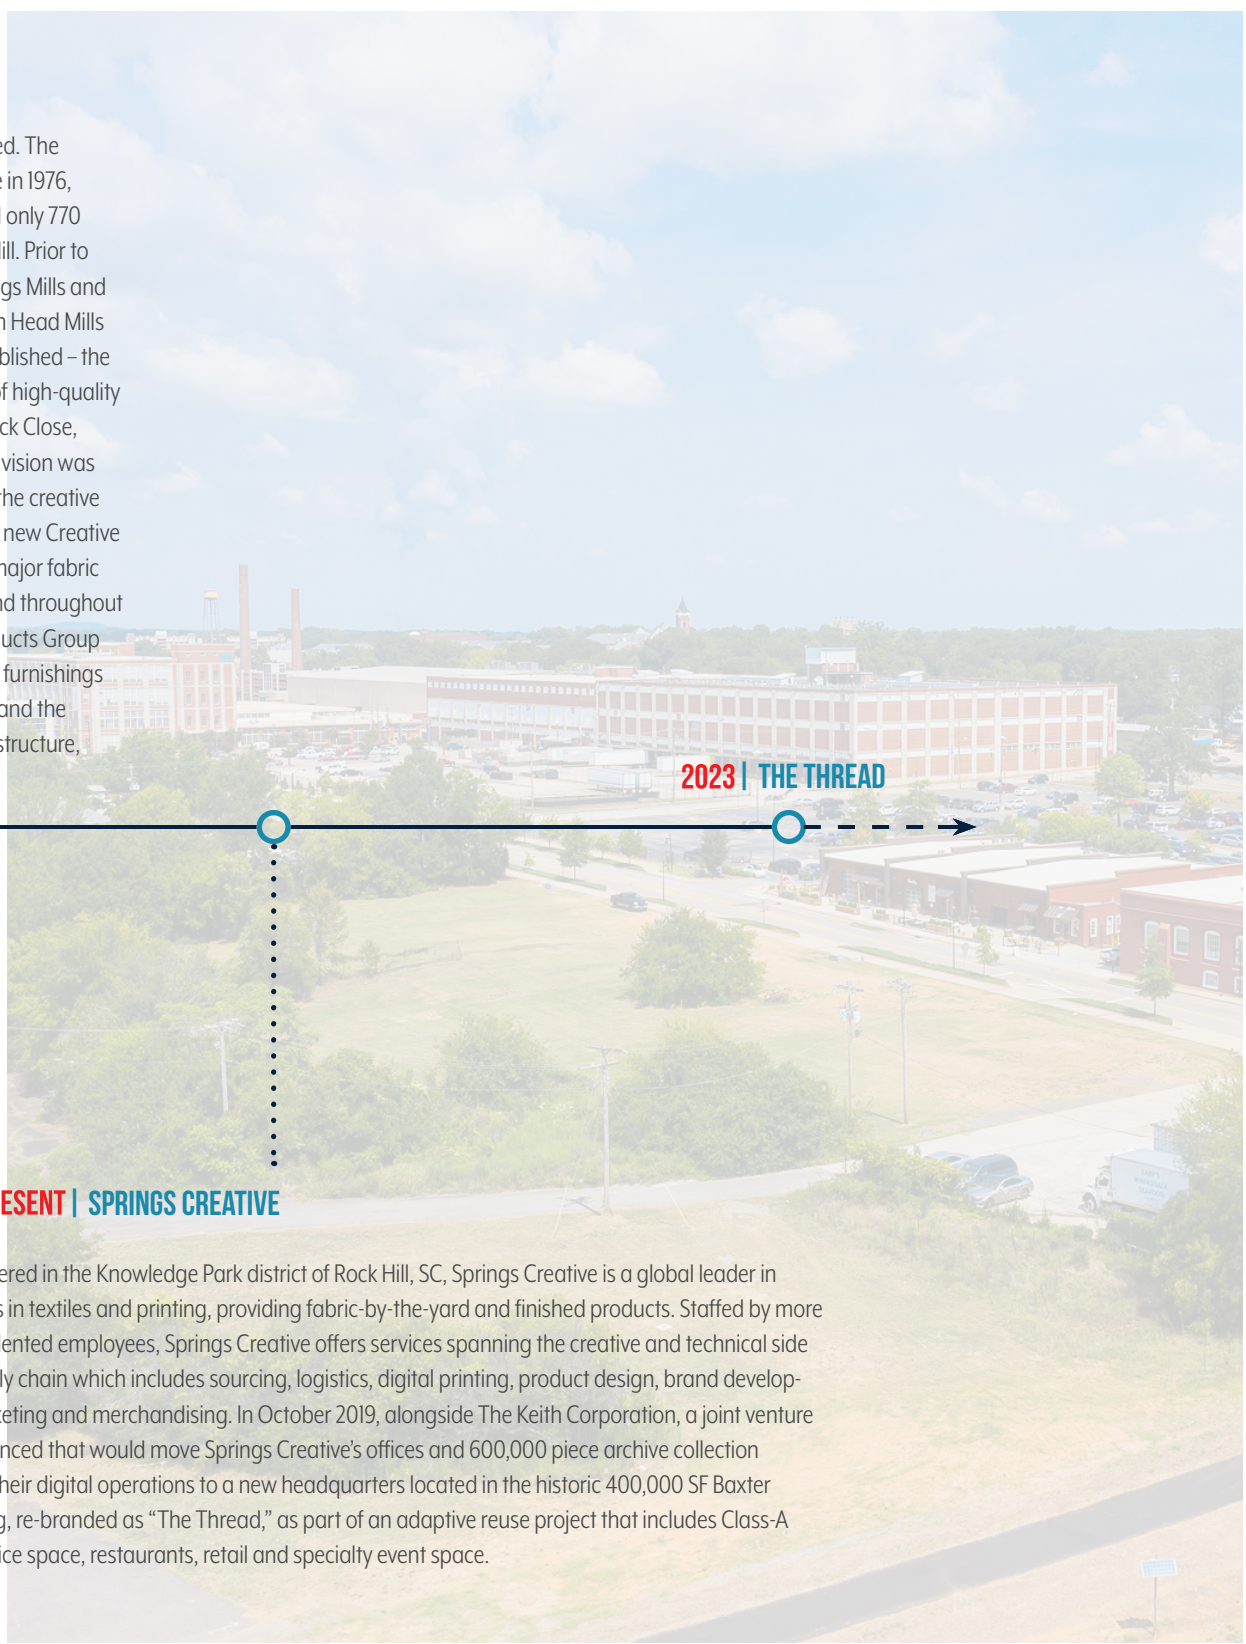 ed. The
e in 1976,
only 770
ill. Prior to
gs Mills and
n Head Mills
blished – the
of high-quality
ck Close,
vision was
the creative
new Creative
major fabric
nd throughout
ucts Group
furnishings
and the
structure,
2023 | THE THREAD
ESENT | SPRINGS CREATIVE
ered in the Knowledge Park district of Rock Hill, SC, Springs Creative is a global leader in
s in textiles and printing, providing fabric-by-the-yard and finished products. Staffed by more
lented employees, Springs Creative offers services spanning the creative and technical side
ly chain which includes sourcing, logistics, digital printing, product design, brand develop-
keting and merchandising. In October 2019, alongside The Keith Corporation, a joint venture
nced that would move Springs Creative’s offices and 600,000 piece archive collection
their digital operations to a new headquarters located in the historic 400,000 SF Baxter
g, re-branded as “The Thread,” as part of an adaptive reuse project that includes Class-A
ice space, restaurants, retail and specialty event space.